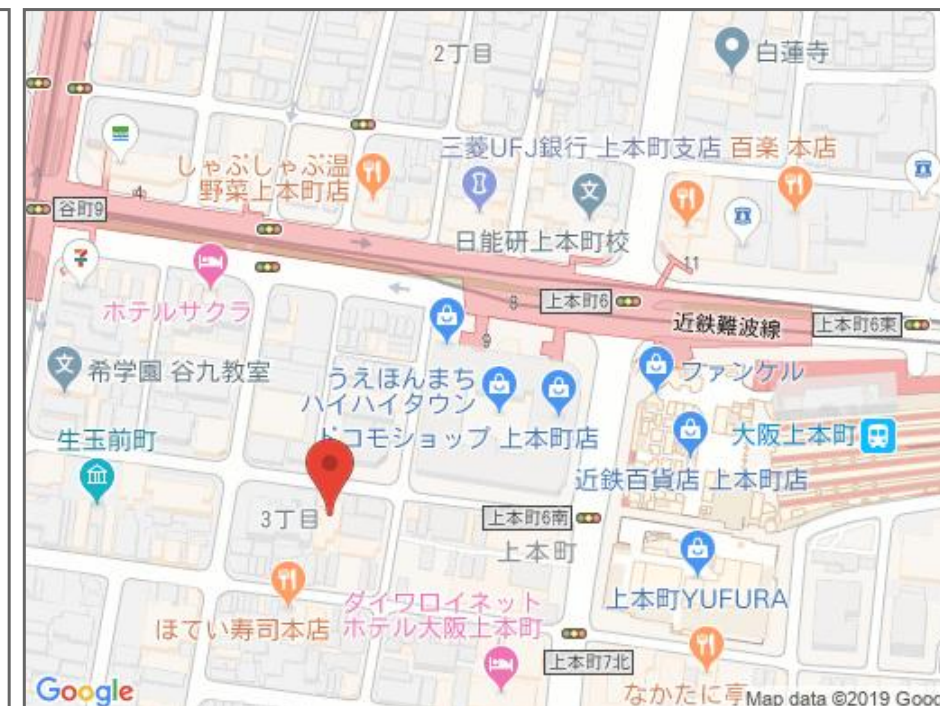 2丁目
白蓮寺
三菱UFJ銀行 上本町支店
百楽 本店
しゃぶしゃぶ温
野菜上本町店
4
谷町9
日能研上本町校
11
ホテルサクラ
8
上本町6
近鉄難波線
上本町6東
9
希学園 谷九教室
うえほんまち
ハイハイタウン
ファンケル
ドコモショップ 上本町店
大阪上本町
生玉前町
近鉄百貨店 上本町店
3丁目
上本町6南
上本町
ほてい寿司本店
ダイワロイネット
ホテル大阪上本町
上本町YUFURA
上本町7北
なかたに亭
Google
Map data ©2019 Goog